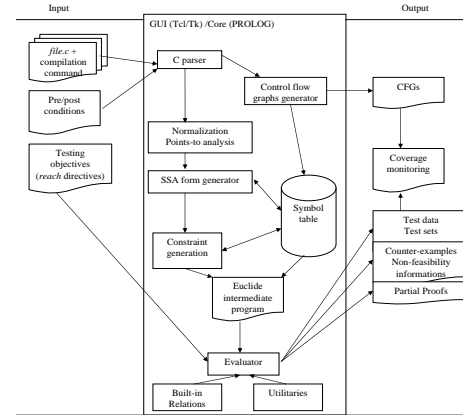 Input
Output
GUI (Tcl/Tk) /Core (PROLOG)
file.c +
compilation
command
C parser
Control flow
graphs generator
CFGs
Pre/post
conditions
Normalization
Points-to analysis
Testing
objectives
(reach directives)
Coverage
monitoring
SSA form generator
Symbol
table
Test data
Test sets
Constraint
generation
Counter-examples
Non-feasibility
informations
Euclide
intermediate
program
Partial Proofs
Evaluator
Built-in
Relations
Utilitaries